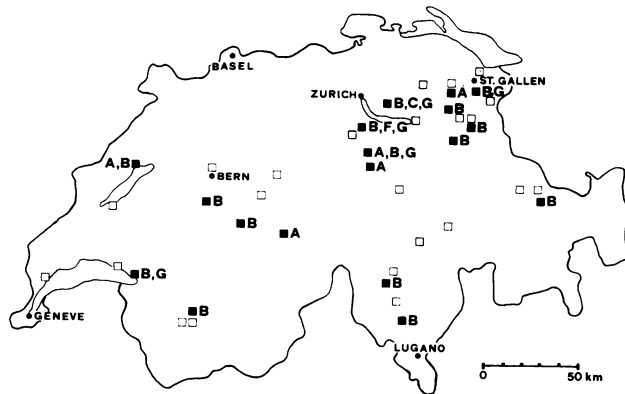 BASEL
ST. GALLEN
A
B,G
ZURICH
B,C,G
B
B,F,G
B
B
A,B,G
A,B
A
BERN
B
B
B
A
B,G
B
B
GENEVE
B
LUGANO
0 50 km